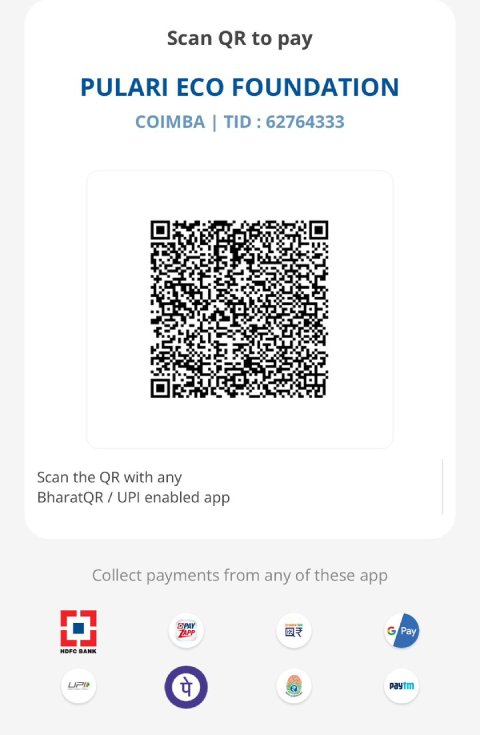 Scan QR to pay
PULARI ECO FOUNDATION
COIMBA | TID : 62764333
Scan the QR with any
BharatQR / UPI enabled app
Collect payments from any of these app
HDFC BANK
PAY ZAPP
G Pay
UPI
पे
paytm